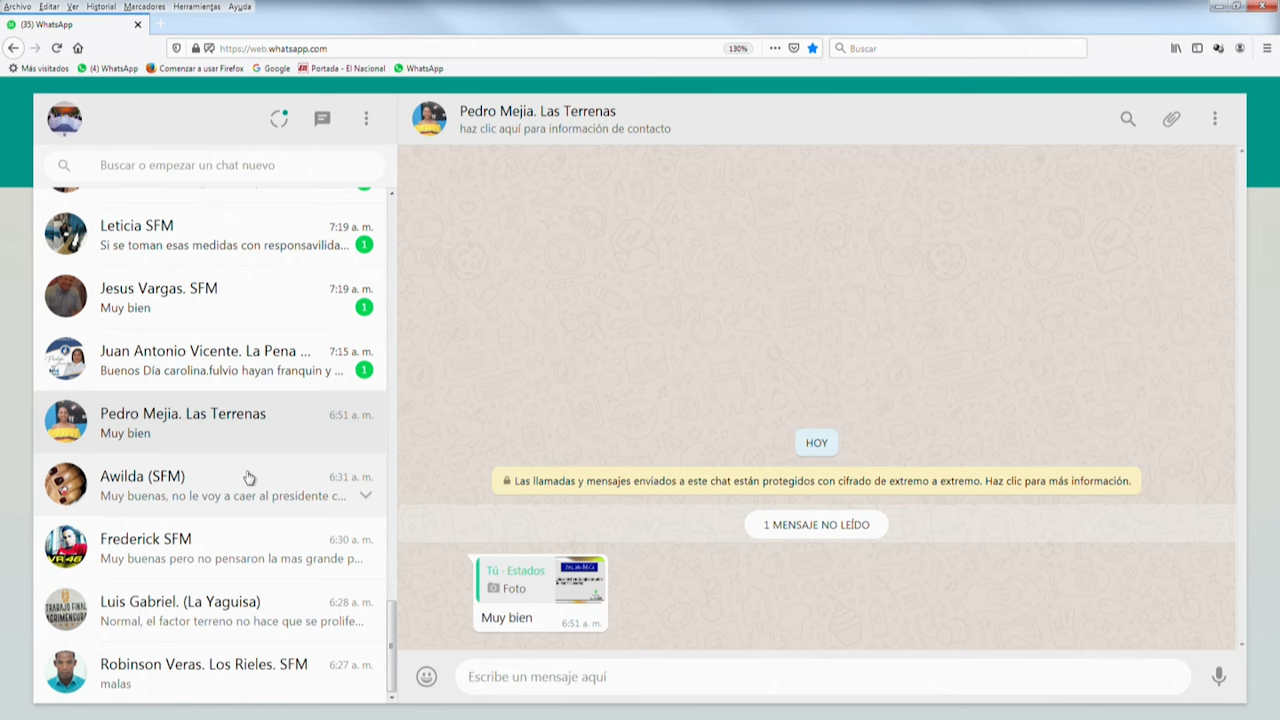 Archivo Editar Ver Historial Marcadores Herramientas Ayuda
(35) WhatsApp
https://web.whatsapp.com
130%
Buscar
Más visitados
(4) WhatsApp
Comenzar a usar Firefox
Google
Portada - El Nacional
WhatsApp
Buscar o empezar un chat nuevo
Leticia SFM 7:19 a. m.
Si se toman esas medidas con responsavilida... 1
Jesus Vargas. SFM 7:19 a. m.
Muy bien 1
Juan Antonio Vicente. La Pena ... 7:15 a. m.
Buenos Día carolina.fulvio hayan franquin y ... 1
Pedro Mejia. Las Terrenas 6:51 a. m.
Muy bien
Awilda (SFM) 6:31 a. m.
Muy buenas, no le voy a caer al presidente c...
Frederick SFM 6:30 a. m.
Muy buenas pero no pensaron la mas grande p...
Luis Gabriel. (La Yaguisa) 6:28 a. m.
Normal, el factor terreno no hace que se prolife...
Robinson Veras. Los Rieles. SFM 6:27 a. m.
malas
Pedro Mejia. Las Terrenas
haz clic aquí para información de contacto
HOY
Las llamadas y mensajes enviados a este chat están protegidos con cifrado de extremo a extremo. Haz clic para más información.
1 MENSAJE NO LEÍDO
Tú · Estados
Foto
Muy bien
6:51 a. m.
Escribe un mensaje aquí